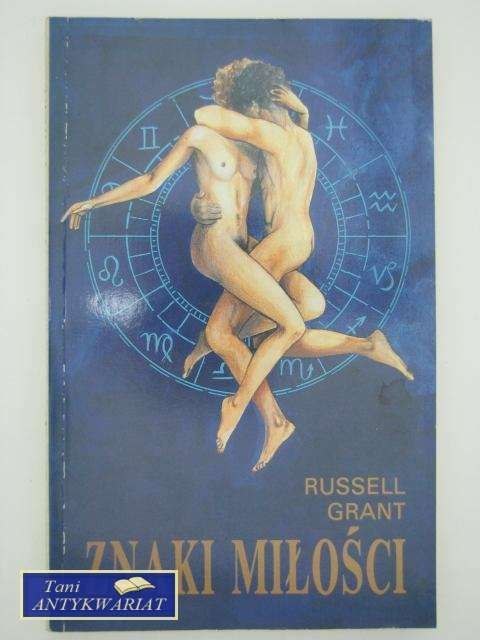 RUSSELL
GRANT
ZNAKI MIŁOŚCI
Tani
ANTYKWARIAT